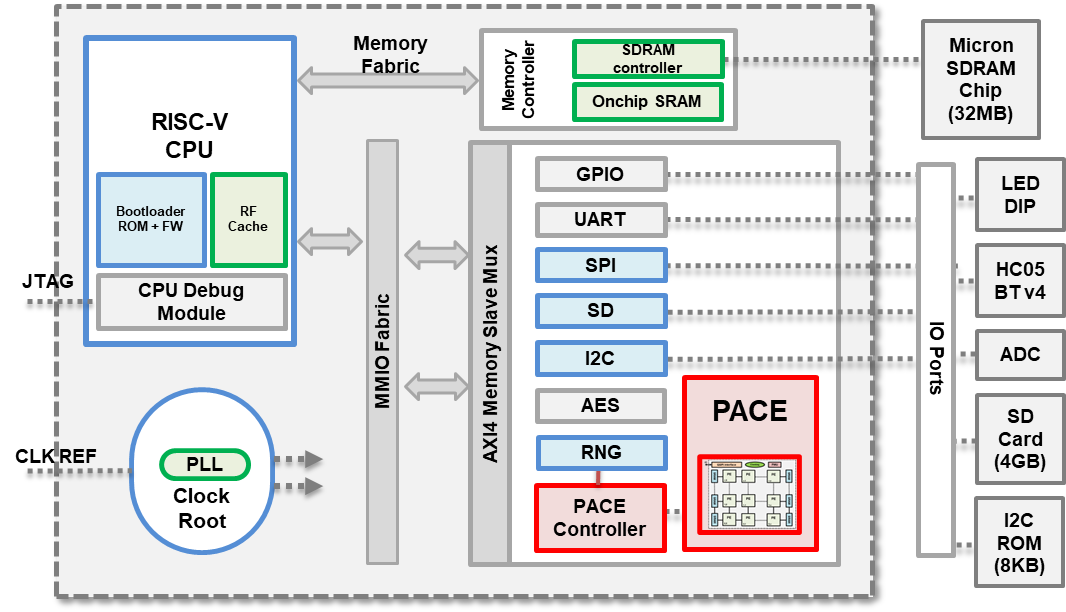 RISC-V
CPU
Bootloader
ROM + FW
RF
Cache
CPU Debug
Module
JTAG
CLK REF
PLL
Clock
Root
Memory
Fabric
Memory
Controller
SDRAM
controller
Onchip SRAM
MMIO Fabric
AXI4 Memory Slave Mux
GPIO
UART
SPI
SD
I2C
AES
RNG
PACE
Controller
PACE
IO Ports
Micron
SDRAM
Chip
(32MB)
LED
DIP
HC05
BT v4
ADC
SD
Card
(4GB)
I2C
ROM
(8KB)